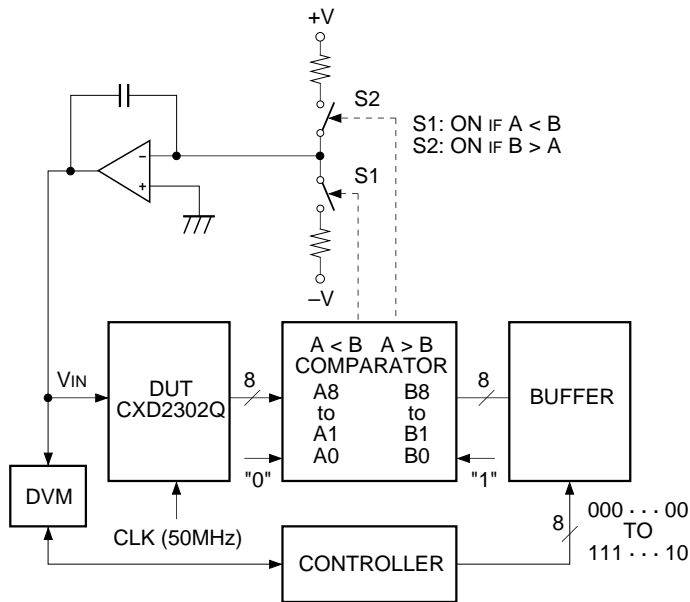 +V
S2
S1: ON IF A < B
S2: ON IF B > A
–
+
S1
–V
A < B A > B
COMPARATOR
A8
to
A1
A0
B8
to
B1
B0
VIN
DUT
CXD2302Q
8
8
BUFFER
"0"
"1"
DVM
CLK (50MHz)
CONTROLLER
8
000 · · · 00
TO
111 · · · 10